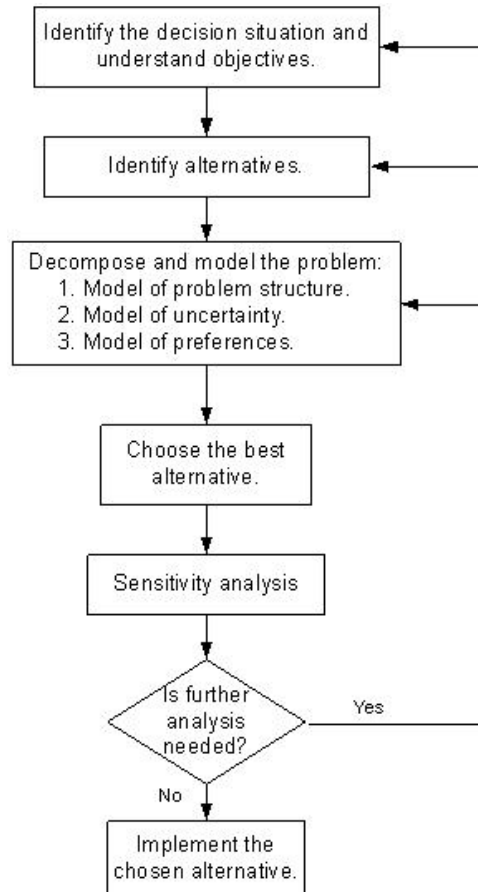 Identify the decision situation and
understand objectives.
Identify alternatives.
Decompose and model the problem:
1. Model of problem structure.
2. Model of uncertainty.
3. Model of preferences.
Choose the best
alternative.
Sensitivity analysis
Is further
analysis
needed?
Yes
No
Implement the
chosen alternative.